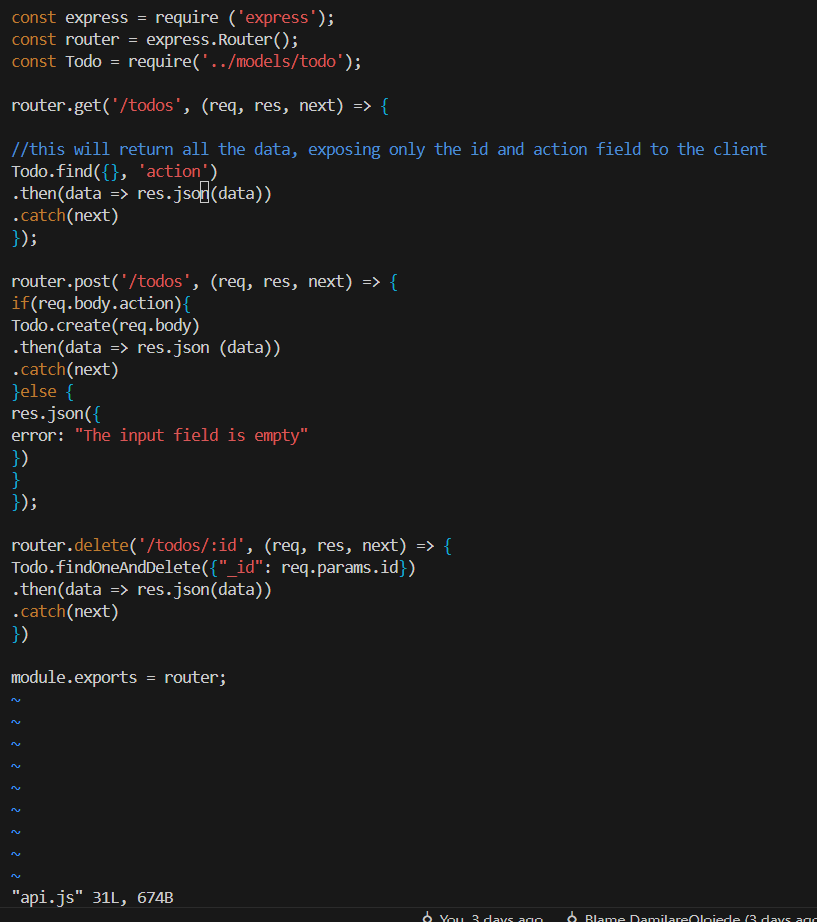 const express = require ('express');
const router = express.Router();
const Todo = require('../models/todo');

router.get('/todos', (req, res, next) => {

//this will return all the data, exposing only the id and action field to the client
Todo.find({}, 'action')
.then(data => res.json(data))
.catch(next)
});

router.post('/todos', (req, res, next) => {
if(req.body.action){
Todo.create(req.body)
.then(data => res.json (data))
.catch(next)
}else {
res.json({
error: "The input field is empty"
})
}
});

router.delete('/todos/:id', (req, res, next) => {
Todo.findOneAndDelete({"_id": req.params.id})
.then(data => res.json(data))
.catch(next)
})

module.exports = router;
~
~
~
~
~
~
~
~
~
"api.js" 31L, 674B
You, 3 days ago Blame DamilareOlojede (3 days ago